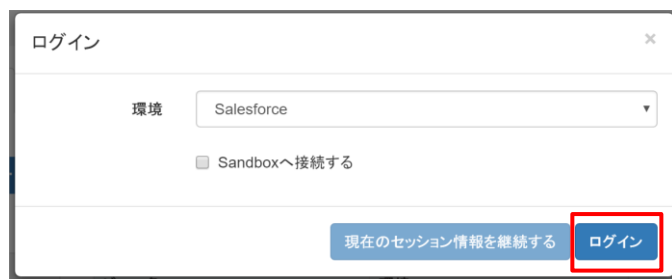 ログイン ×
環境 Salesforce
Sandboxへ接続する
現在のセッション情報を継続する ログイン